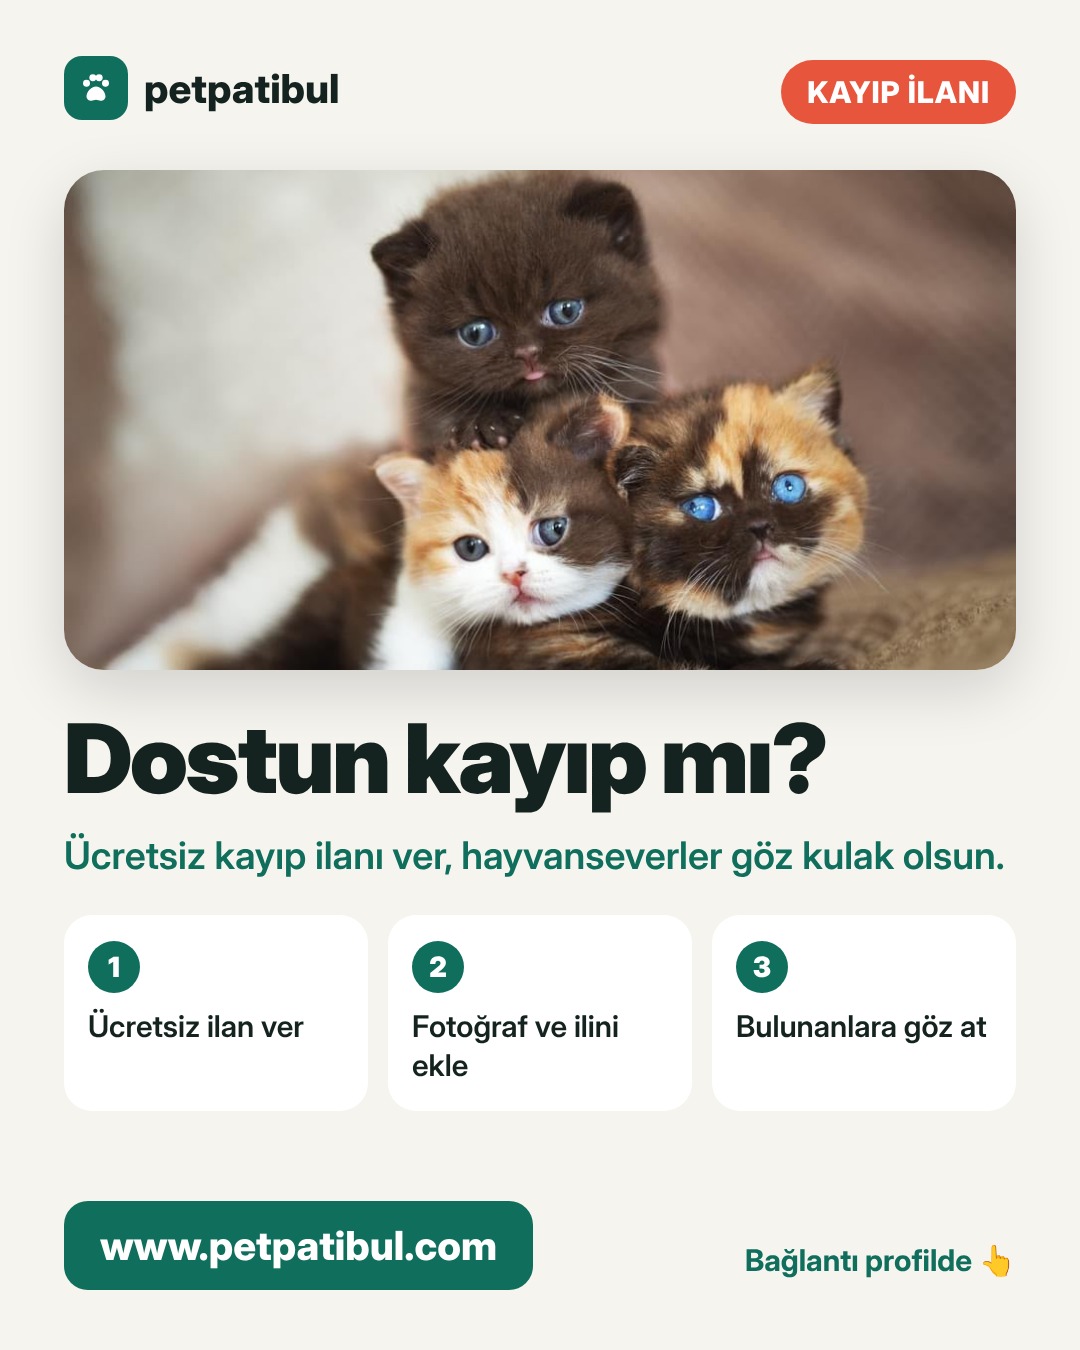 petpatibul
KAYIP İLANI
Dostun kayıp mı?
Ücretsiz kayıp ilanı ver, hayvanseverler göz kulak olsun.
1
Ücretsiz ilan ver
2
Fotoğraf ve ilini
ekle
3
Bulunanlara göz at
www.petpatibul.com
Bağlantı profilde 👆